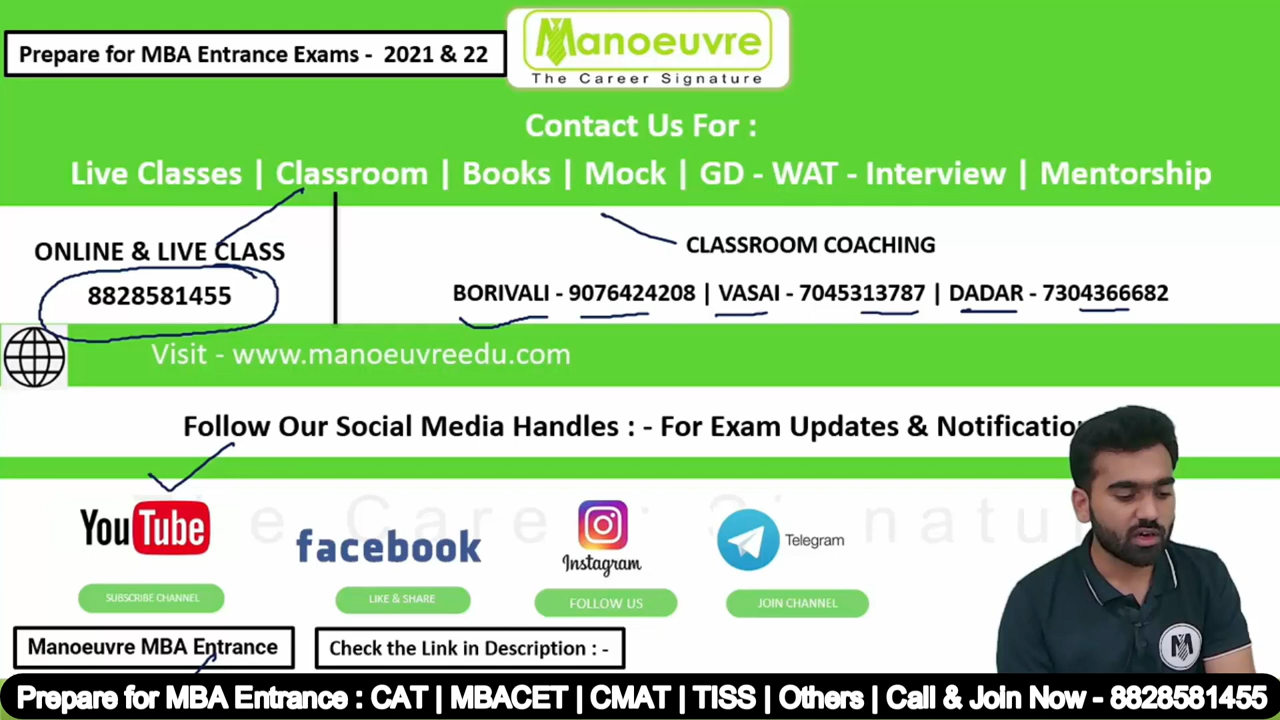 Prepare for MBA Entrance Exams - 2021 & 22
Manoeuvre
The Career Signature
Contact Us For :
Live Classes | Classroom | Books | Mock | GD - WAT - Interview | Mentorship
ONLINE & LIVE CLASS
8828581455
CLASSROOM COACHING
BORIVALI - 9076424208 | VASAI - 7045313787 | DADAR - 7304366682
Visit - www.manoeuvreedu.com
Follow Our Social Media Handles : - For Exam Updates &
YouTube
facebook
Instagram
Telegram
SUBSCRIBE CHANNEL
LIKE & SHARE
FOLLOW US
JOIN CHANNEL
Manoeuvre MBA Entrance
Check the Link in Description : -
Prepare for MBA Entrance : CAT | MBACET | CMAT | TISS | Others | Call & Join Now - 8828581455